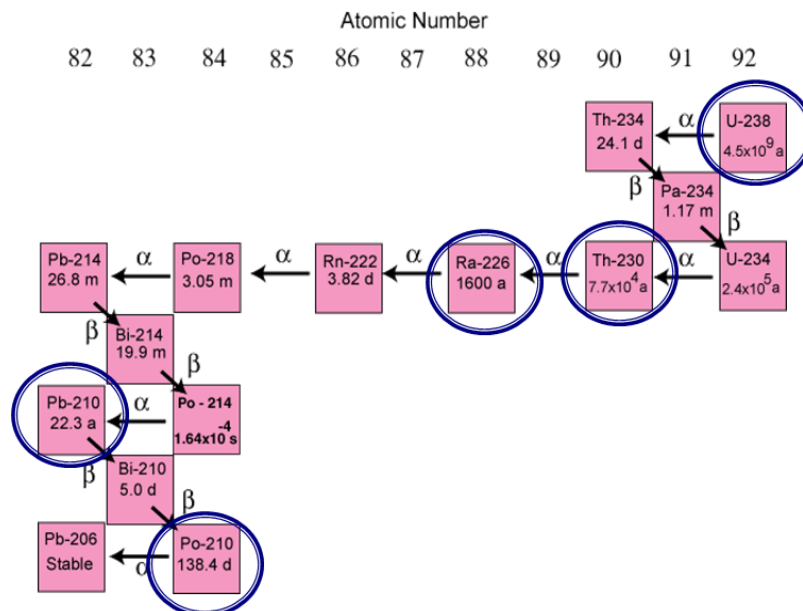 Atomic Number
82 83 84 85 86 87 88 89 90 91 92
Th-234 α U-238
24.1 d 4.5x10⁹a
β Pa-234
1.17 m β
Pb-214 α Po-218 α Rn-222 α Ra-226 α Th-230 α U-234
26.8 m 3.05 m 3.82 d 1600 a 7.7x10⁴a 2.4x10⁵a
β Bi-214
19.9 m β
Pb-210 α Po - 214
22.3 a -4
1.64x10 s
β Bi-210
5.0 d β
Pb-206 Po-210
Stable α 138.4 d